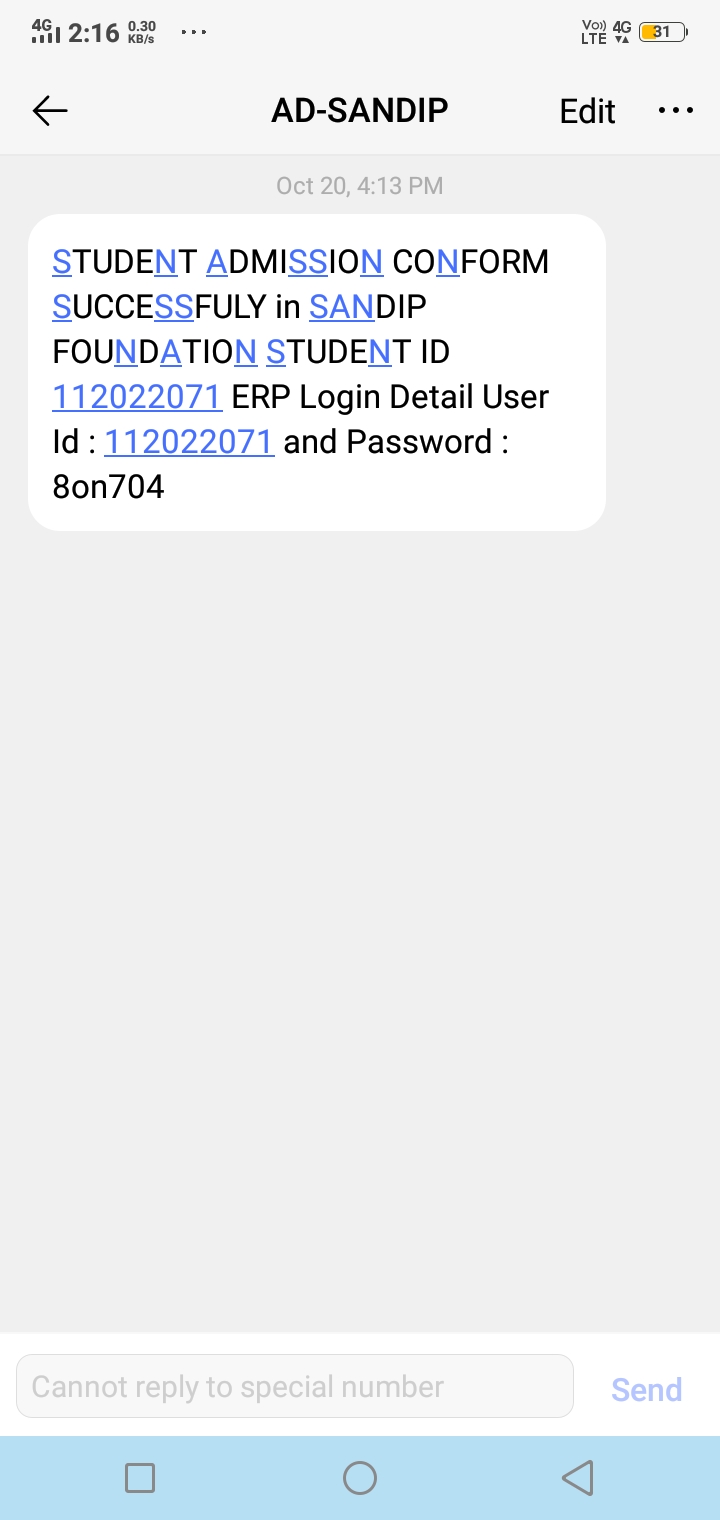 4G 2:16 0.30 KB/s ...
Vo)) LTE 4G 31
AD-SANDIP Edit ...
Oct 20, 4:13 PM
STUDENT ADMISSION CONFORM
SUCCESSFULY in SANDIP
FOUNDATION STUDENT ID
112022071 ERP Login Detail User
Id : 112022071 and Password :
8on704
Cannot reply to special number Send